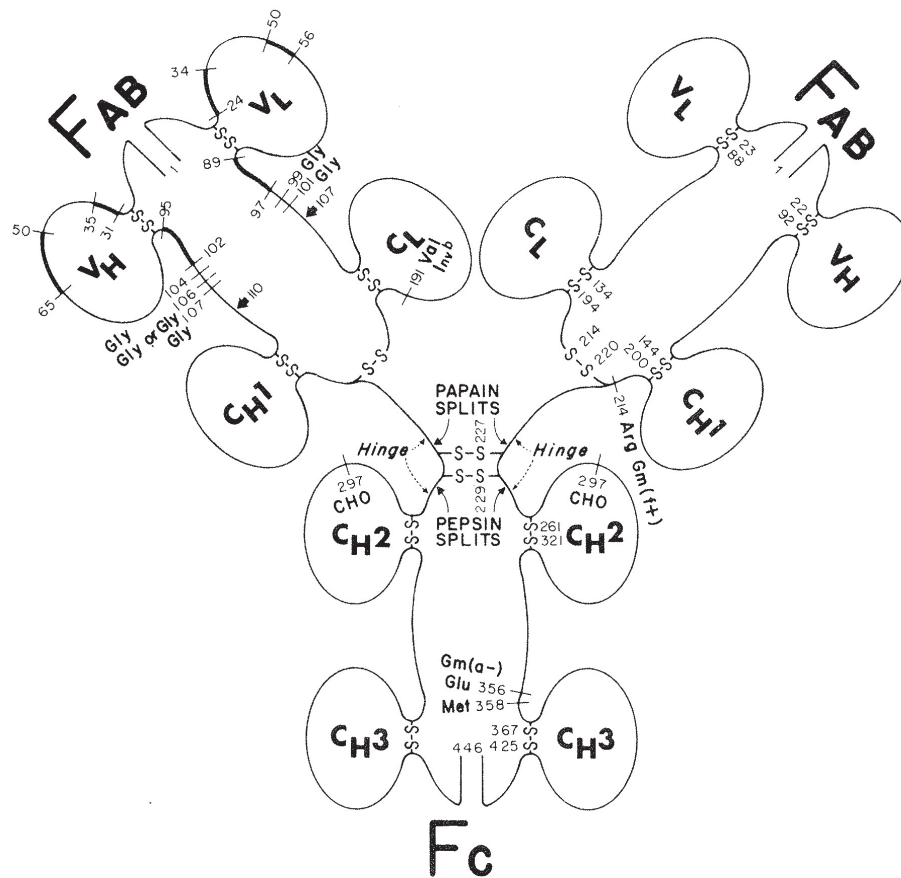 50
56
34
FAB
VL
24
S-S
89
1
99 Gly
101 Gly
97
107
35
31
S-S
95
50
VH
65
102
104
106
107
110
Gly
Gly or Gly
Gly
CL
191 Val
Invb
S-S
S-S
CH1
S-S
FAB
VL
S-S
23
88
1
22
92
S-S
VH
CL
S-S
134
194
214
S-S
220
144
200
S-S
CH1
214 Arg Gm(f+)
PAPAIN
SPLITS
227
Hinge
S-S
Hinge
S-S
229
PEPSIN
SPLITS
297
CHO
CH2
S-S
297
CHO
CH2
S-S
261
321
Gm(a-)
Glu 356
Met 358
CH3
S-S
367
446 425
S-S
CH3
Fc